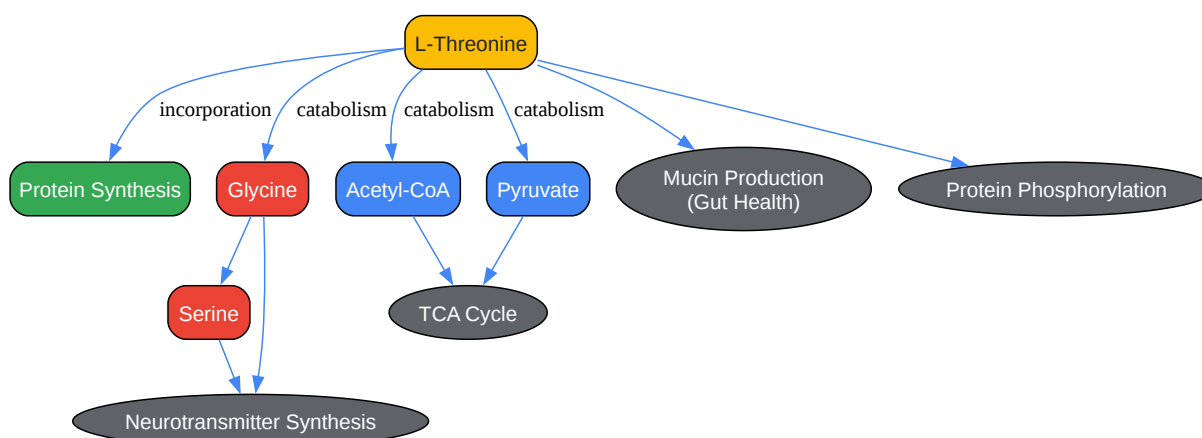 L-Threonine
incorporation
catabolism
catabolism
catabolism
Protein Synthesis
Glycine
Acetyl-CoA
Pyruvate
Mucin Production
(Gut Health)
Protein Phosphorylation
Serine
TCA Cycle
Neurotransmitter Synthesis